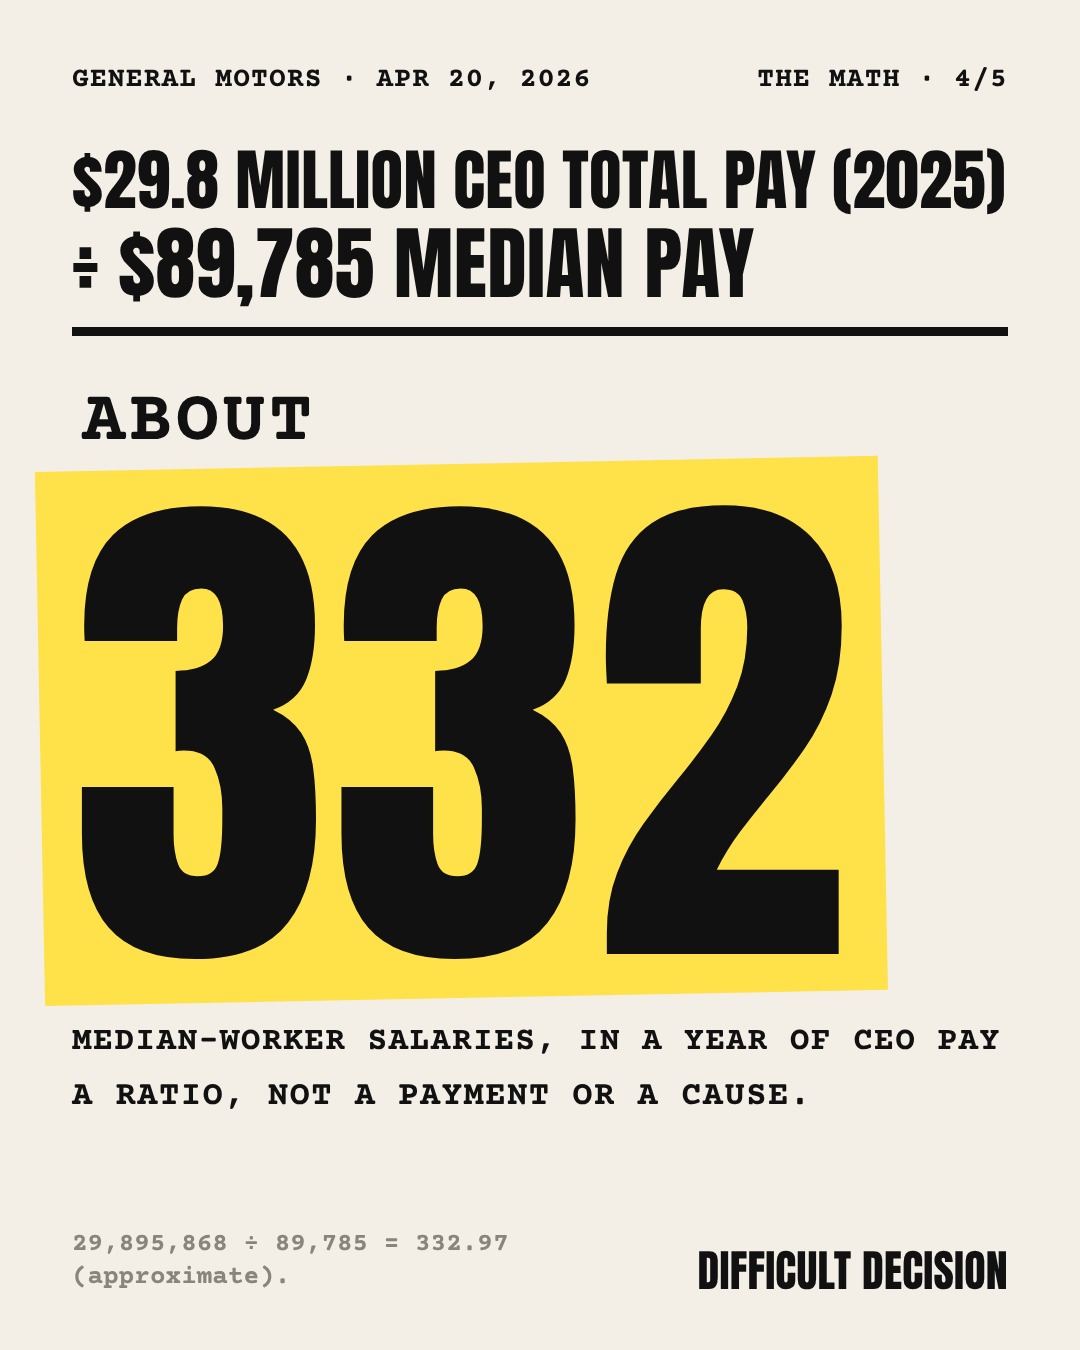 GENERAL MOTORS · APR 20, 2026
THE MATH · 4/5
$29.8 MILLION CEO TOTAL PAY (2025)
÷ $89,785 MEDIAN PAY
ABOUT
332
MEDIAN-WORKER SALARIES, IN A YEAR OF CEO PAY
A RATIO, NOT A PAYMENT OR A CAUSE.
29,895,868 ÷ 89,785 = 332.97
(approximate).
DIFFICULT DECISION